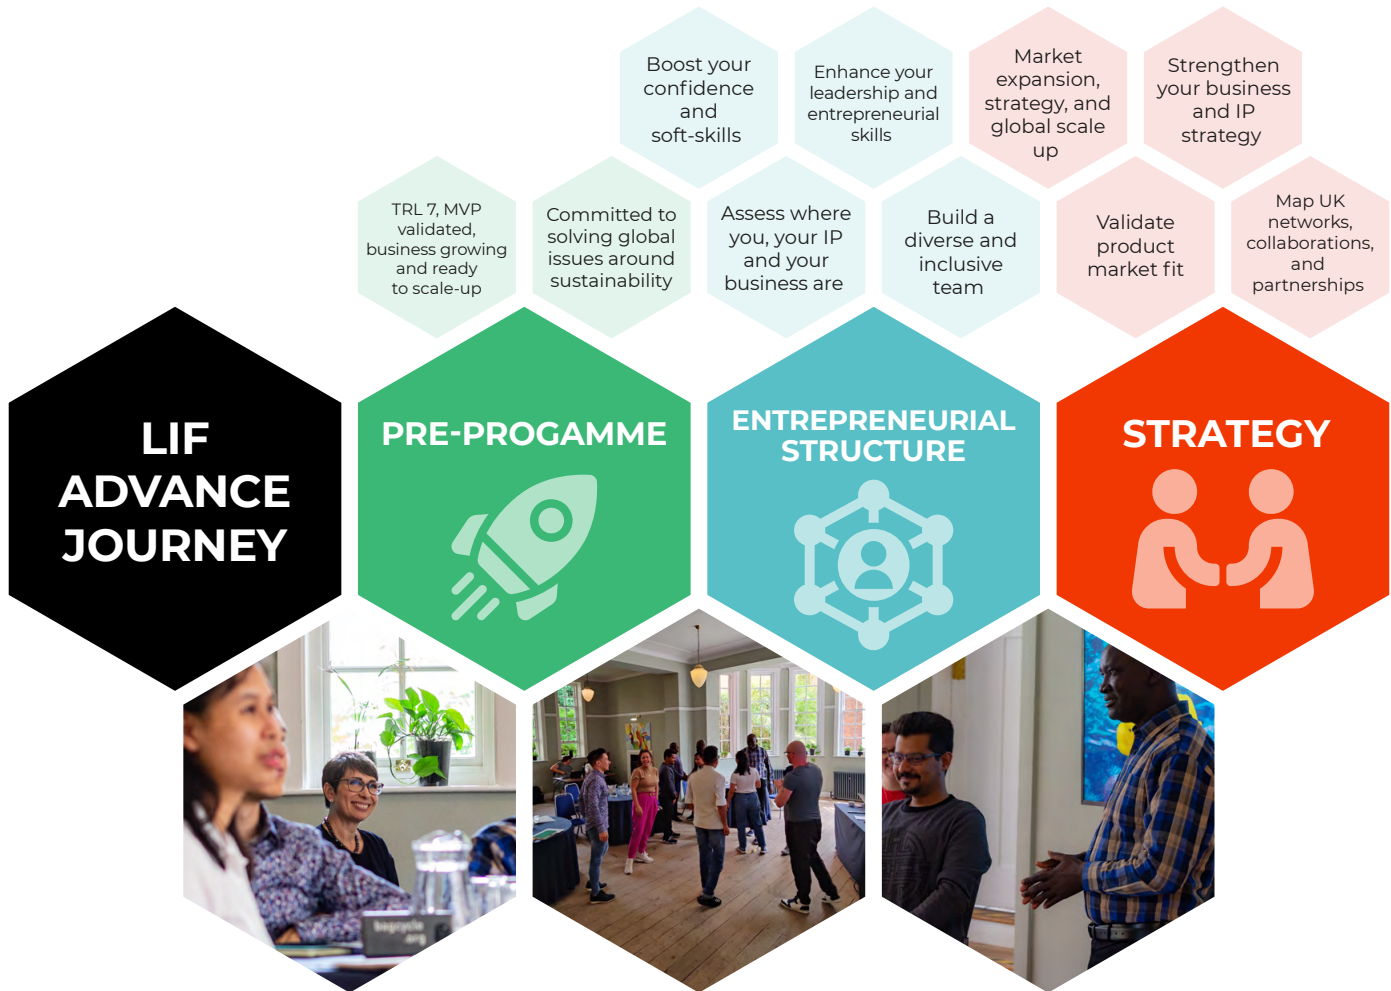 Boost your
confidence
and
soft-skills
Enhance your
leadership and
entrepreneurial
skills
Market
expansion,
strategy, and
global scale
up
Strengthen
your business
and IP
strategy
TRL 7, MVP
validated,
business growing
and ready
to scale-up
Committed to
solving global
issues around
sustainability
Assess where
you, your IP
and your
business are
Build a
diverse and
inclusive
team
Validate
product
market fit
Map UK
networks,
collaborations,
and
partnerships
LIF
ADVANCE
JOURNEY
PRE-PROGAMME
ENTREPRENEURIAL
STRUCTURE
STRATEGY
.org